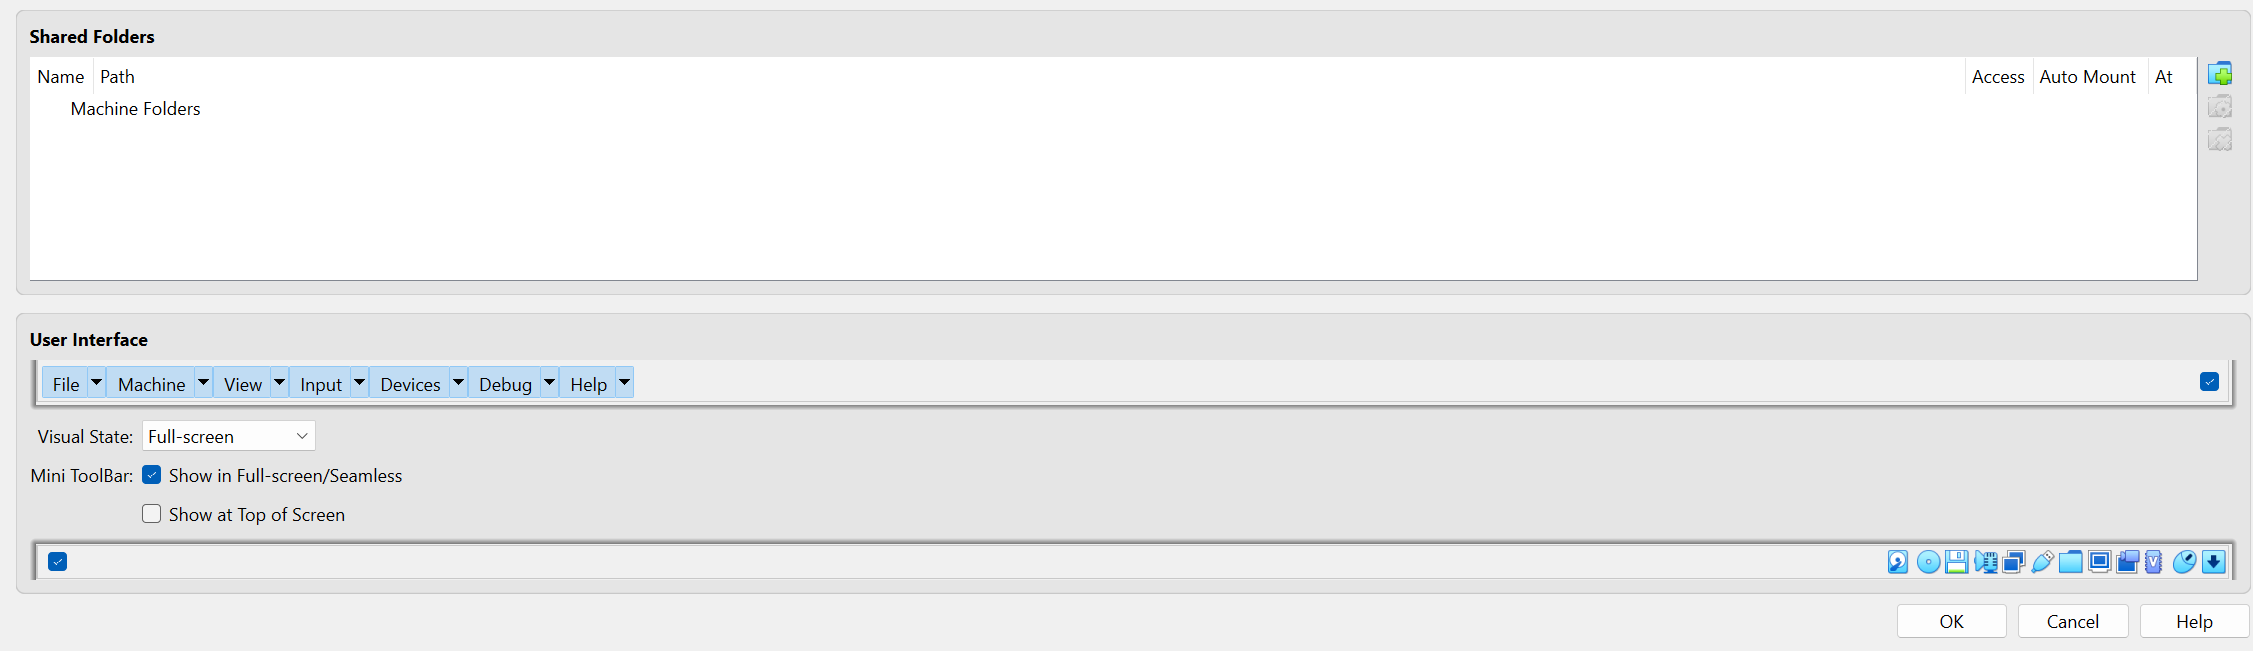 Shared Folders
Name Path Access Auto Mount At
Machine Folders
User Interface
File Machine View Input Devices Debug Help
Visual State: Full-screen
Mini ToolBar: Show in Full-screen/Seamless
Show at Top of Screen
V
OK Cancel Help